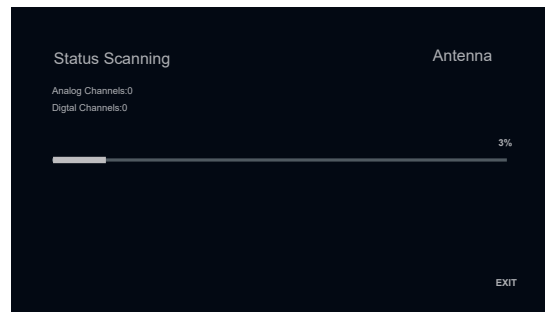 Status Scanning
Antenna
Analog Channels:0
Digtal Channels:0
3%
EXIT